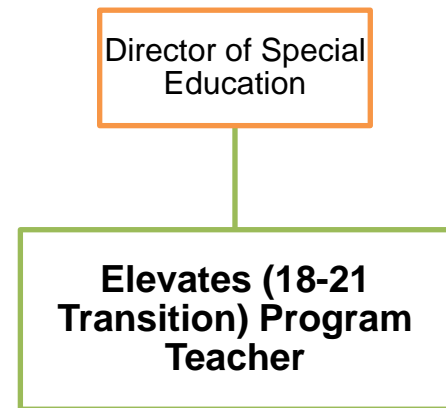 Director of Special
Education
Elevates (18-21
Transition) Program
Teacher